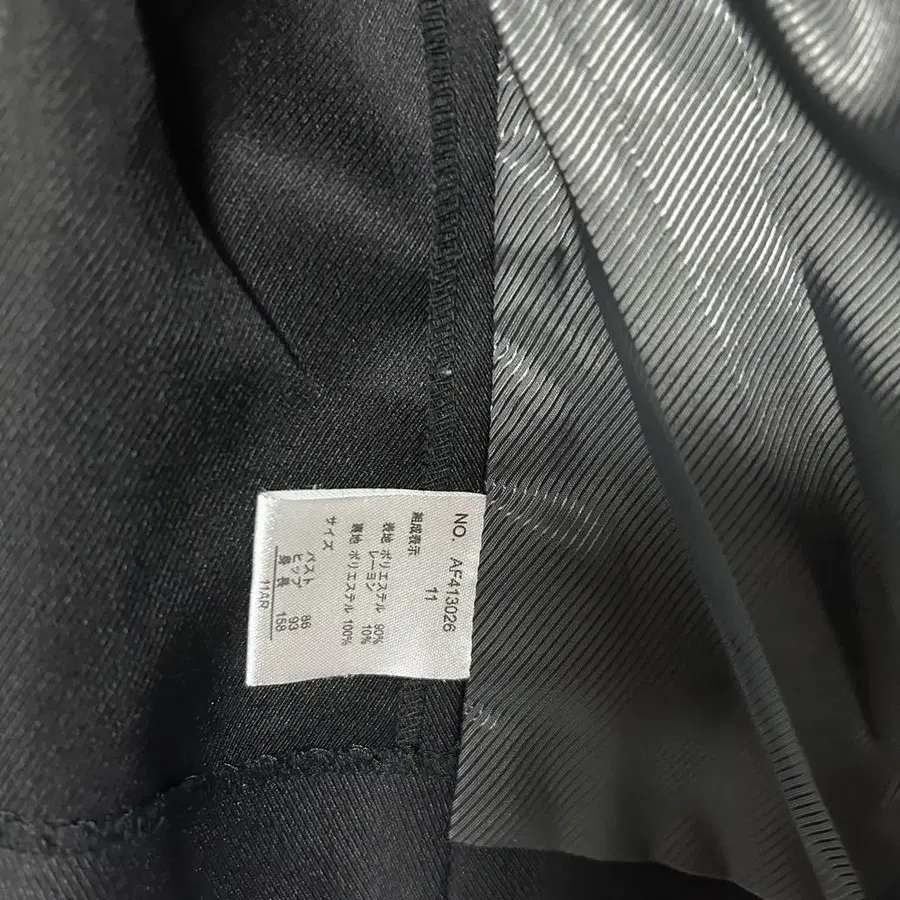 NO. AF413026
11
組成表示
表地 ポリエステル 90%
レーヨン 10%
裏地 ポリエステル 100%
サイズ
バスト 86
ヒップ 93
身長 158
11AR